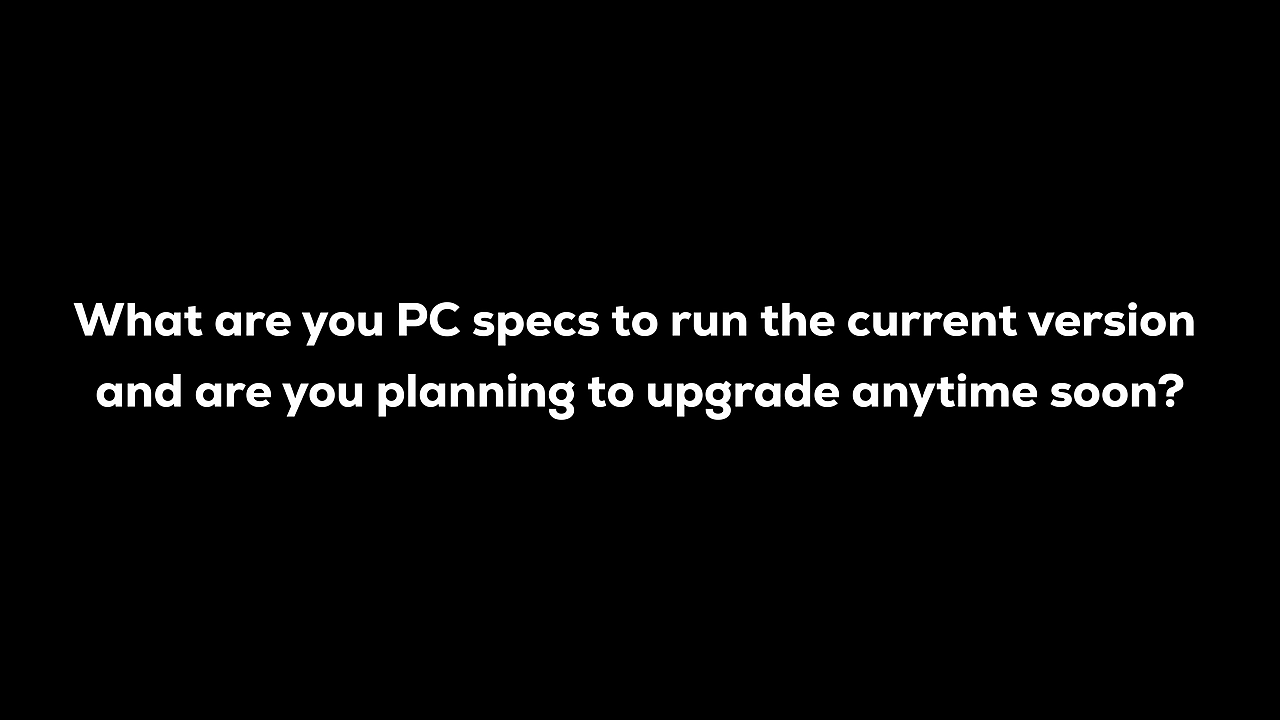 What are you PC specs to run the current version
and are you planning to upgrade anytime soon?